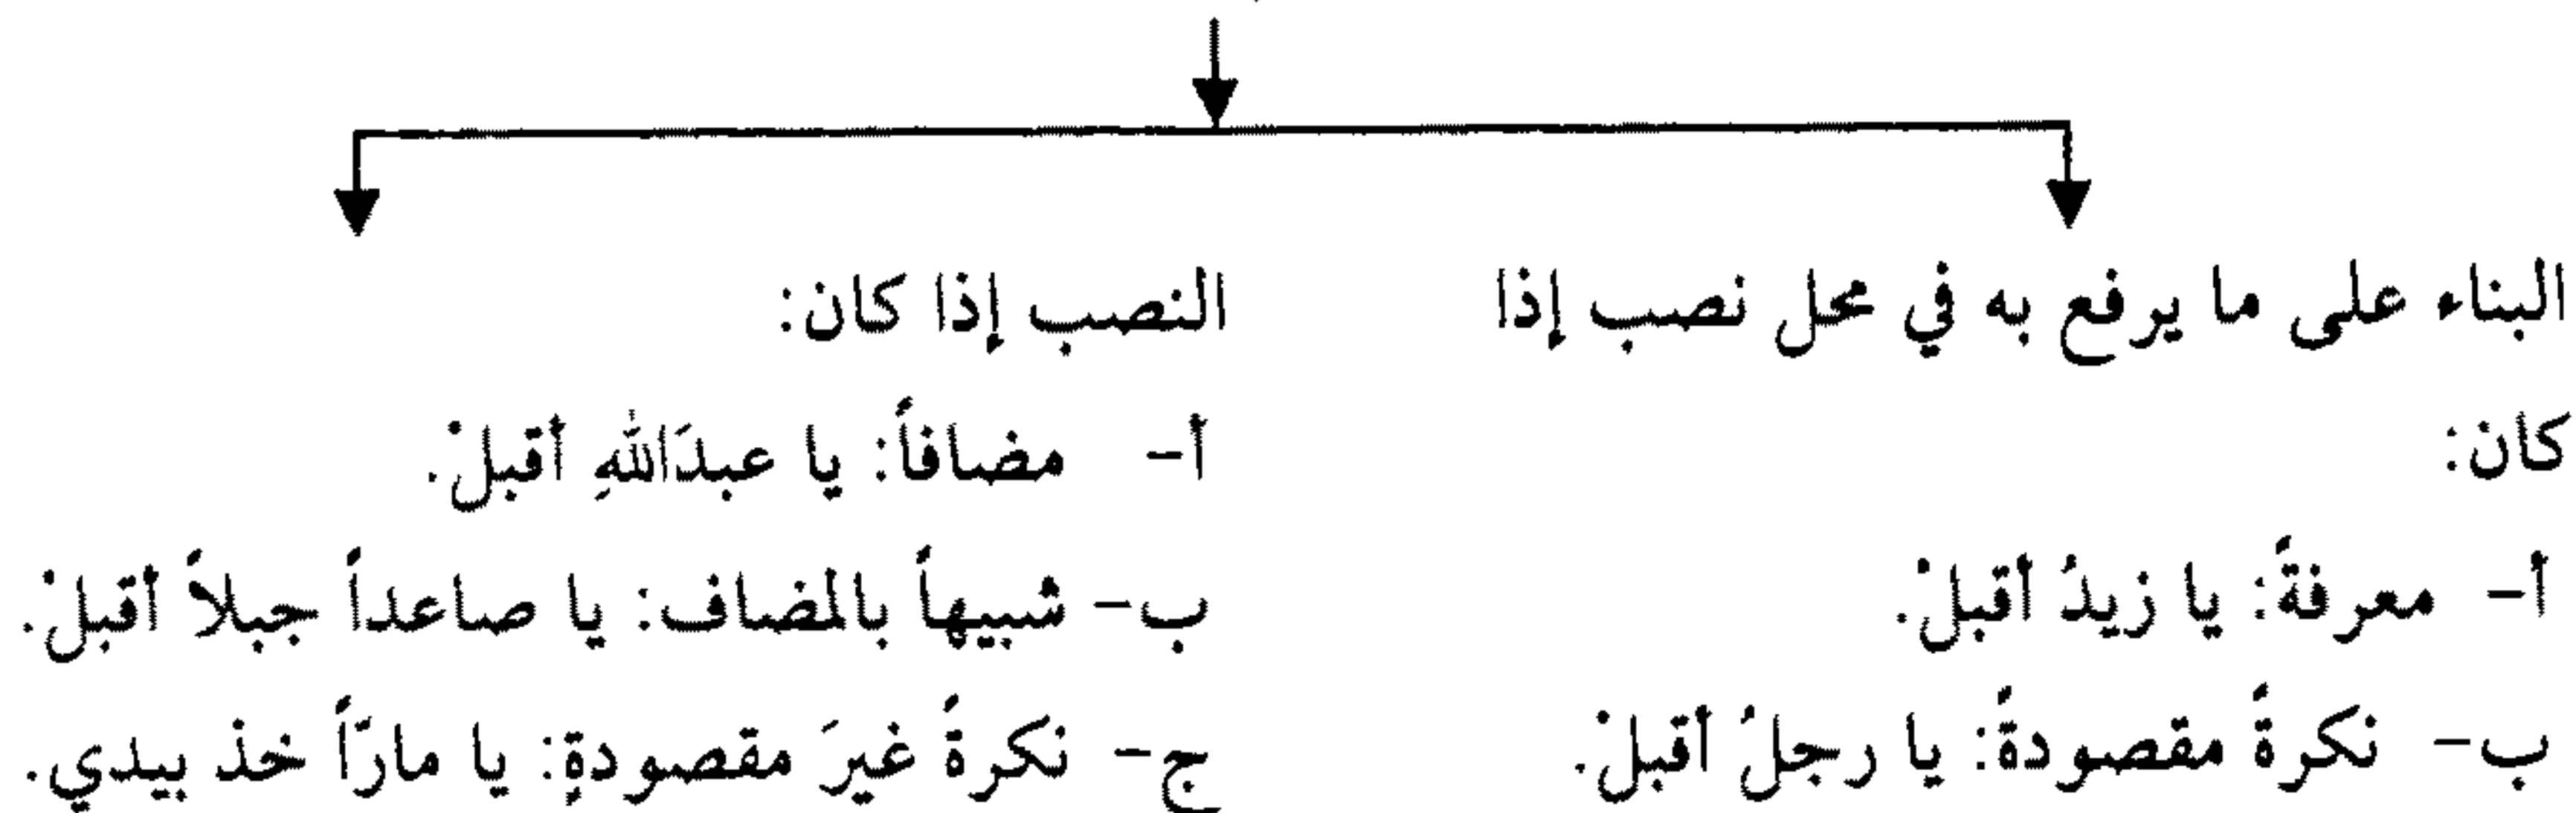 البناء على ما يرفع به في محل نصب إذا
كان:
أ- معرفةً: يا زيدُ أقبلْ.
ب- نكرةً مقصودةً: يا رجلُ أقبلْ.
النصب إذا كان:
أ- مضافاً: يا عبدَاللهِ أقبلْ.
ب- شبيهاً بالمضاف: يا صاعداً جبلاً أقبلْ.
ج- نكرةً غيرَ مقصودةٍ: يا مارّاً خذ بيدي.